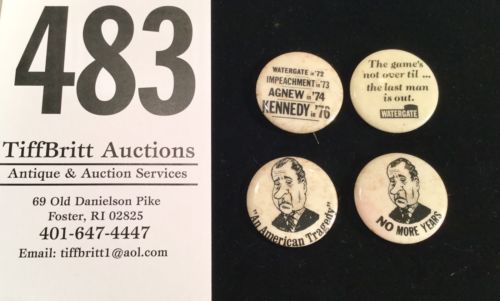 483
TiffBritt Auctions
Antique & Auction Services
69 Old Danielson Pike
Foster, RI 02825
401-647-4447
Email: tiffbritt1@aol.com
WATERGATE in '72
IMPEACHMENT in '73
AGNEW in '74
KENNEDY in '76
The game's
not over til ...
the last man
is out.
WATERGATE
"An American Tragedy"
NO MORE YEARS